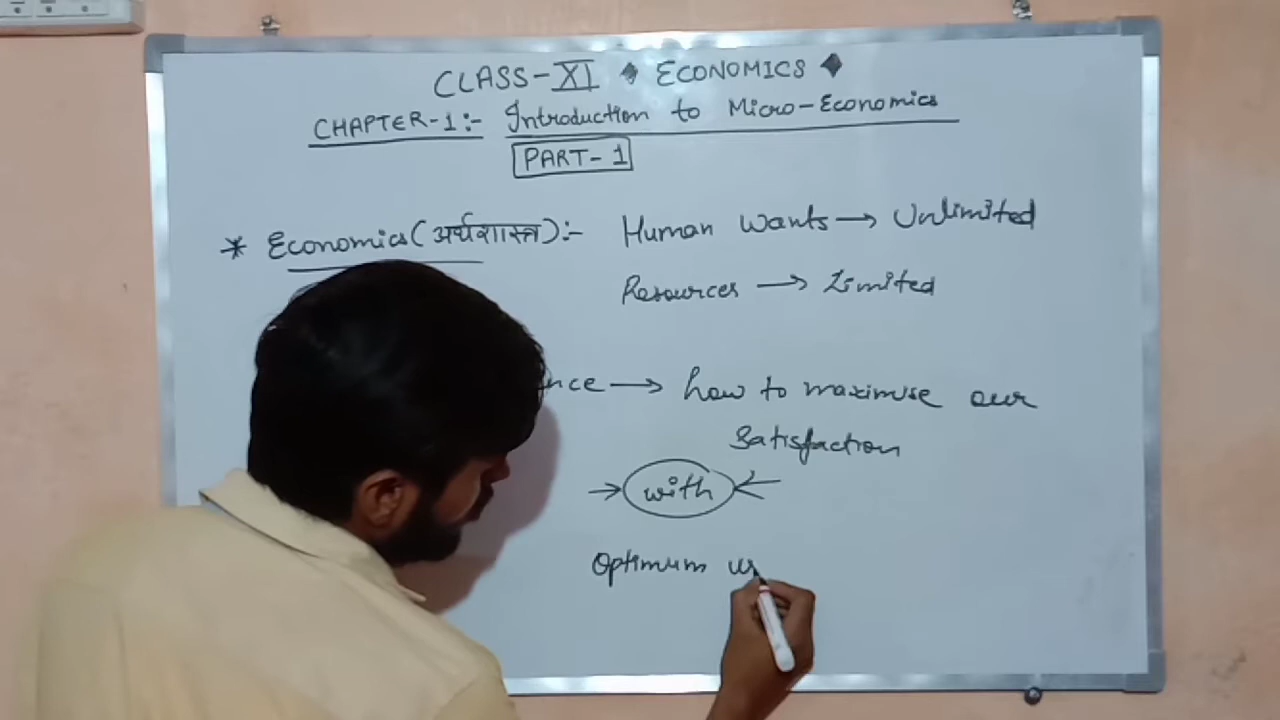 CLASS-XI ◆ ECONOMICS ◆
CHAPTER-1:- Introduction to Micro-Economics
PART-1
* Economics (अर्थशास्त्र):- Human Wants → Unlimited
Resources → Limited
→ how to maximise our
Satisfaction
→ with ←
Optimum